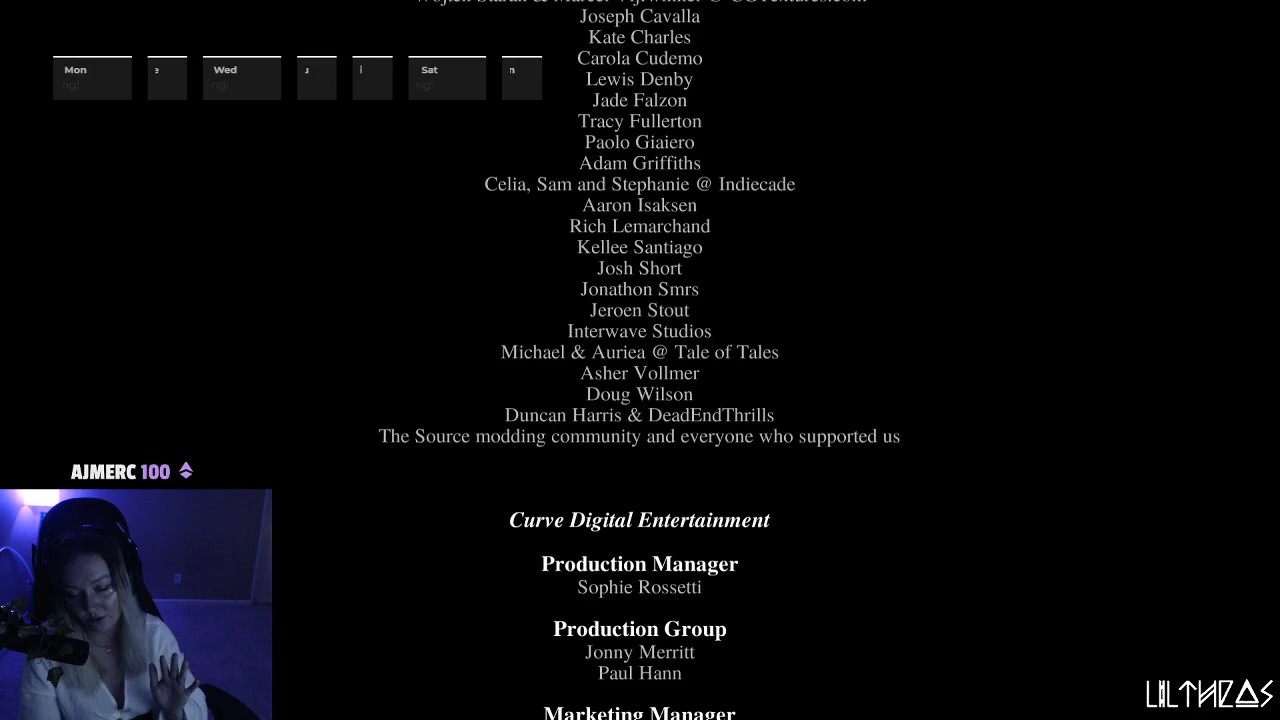 Joseph Cavalla
Kate Charles
Carola Cudemo
Lewis Denby
Jade Falzon
Tracy Fullerton
Paolo Giaiero
Adam Griffiths
Celia, Sam and Stephanie @ Indiecade
Aaron Isaksen
Rich Lemarchand
Kellee Santiago
Josh Short
Jonathon Smrs
Jeroen Stout
Interwave Studios
Michael & Auriea @ Tale of Tales
Asher Vollmer
Doug Wilson
Duncan Harris & DeadEndThrills
The Source modding community and everyone who supported us
Mon
Wed
Sat
AJMERC 100
Curve Digital Entertainment
Production Manager
Sophie Rossetti
Production Group
Jonny Merritt
Paul Hann
Marketing Manager